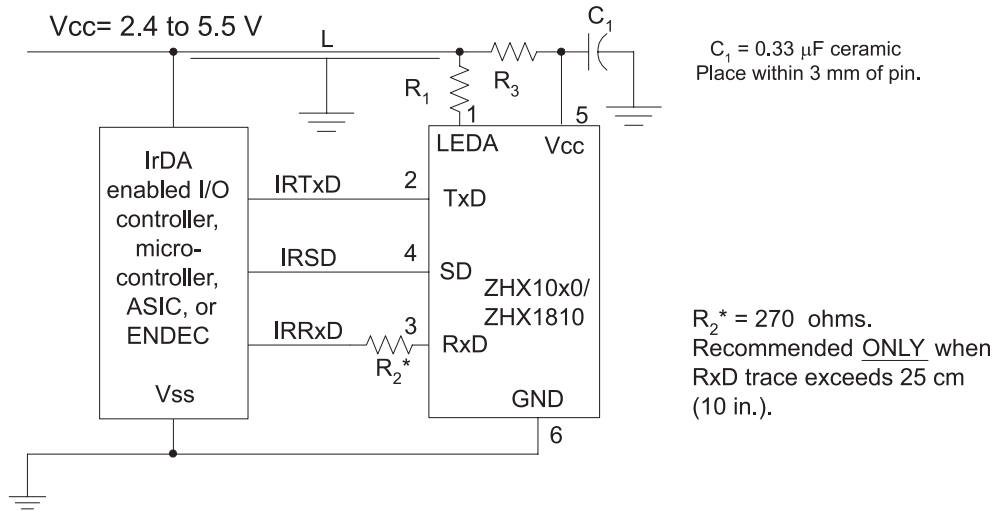 Vcc= 2.4 to 5.5 V
L
C1
R1
R3
C1 = 0.33 μF ceramic
Place within 3 mm of pin.
1
5
LEDA
Vcc
IrDA
enabled I/O
controller,
micro-
controller,
ASIC, or
ENDEC
Vss
IRTxD
2
TxD
IRSD
4
SD
ZHX10x0/
ZHX1810
IRRxD
3
RxD
R2*
GND
6
R2* = 270 ohms.
Recommended ONLY when
RxD trace exceeds 25 cm
(10 in.).